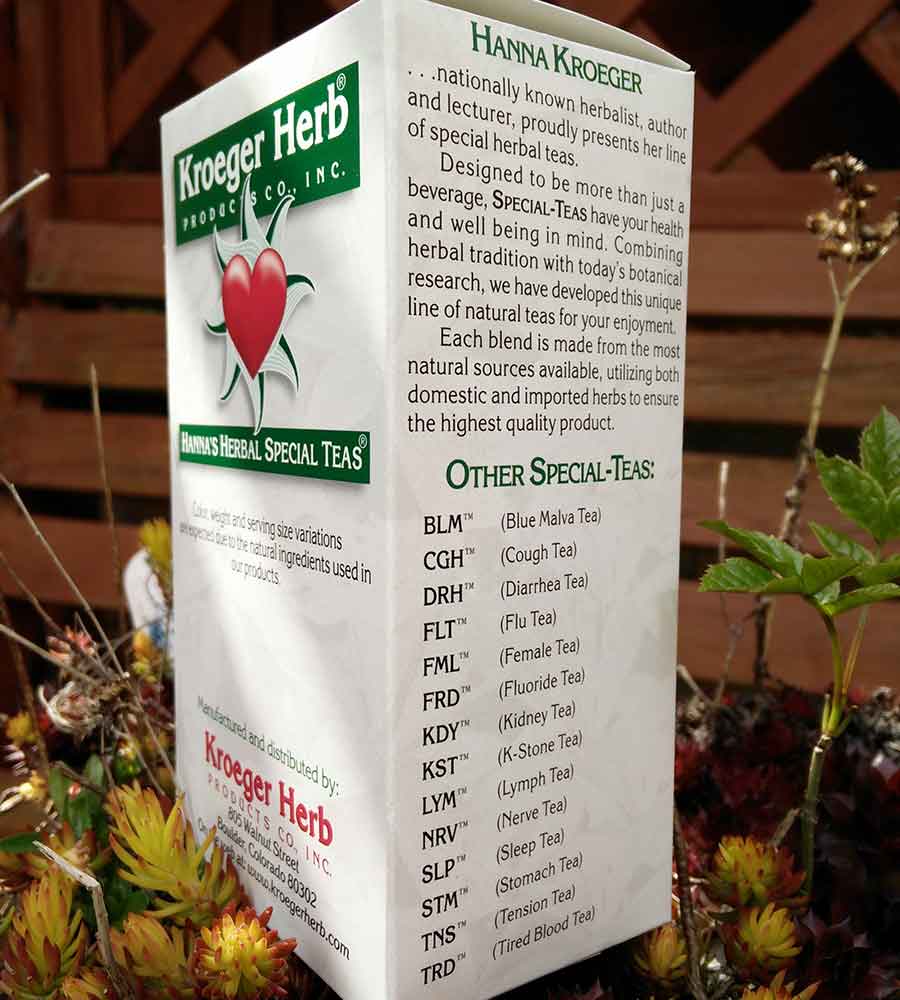 Kroeger Herb®
PRODUCTS CO., INC.
HANNA'S HERBAL SPECIAL TEAS®
Color, weight and serving size variations
are expected due to the natural ingredients used in
our products.
Manufactured and distributed by:
Kroeger Herb
PRODUCTS CO., INC.
805 Walnut Street
Boulder, Colorado 80302
web at: www.kroegerherb.com
HANNA KROEGER
. . .nationally known herbalist, author
and lecturer, proudly presents her line
of special herbal teas.
Designed to be more than just a
beverage, SPECIAL-TEAS have your health
and well being in mind. Combining
herbal tradition with today's botanical
research, we have developed this unique
line of natural teas for your enjoyment.
Each blend is made from the most
natural sources available, utilizing both
domestic and imported herbs to ensure
the highest quality product.
OTHER SPECIAL-TEAS:
BLM™ (Blue Malva Tea)
CGH™ (Cough Tea)
DRH™ (Diarrhea Tea)
FLT™ (Flu Tea)
FML™ (Female Tea)
FRD™ (Fluoride Tea)
KDY™ (Kidney Tea)
KST™ (K-Stone Tea)
LYM™ (Lymph Tea)
NRV™ (Nerve Tea)
SLP™ (Sleep Tea)
STM™ (Stomach Tea)
TNS™ (Tension Tea)
TRD™ (Tired Blood Tea)